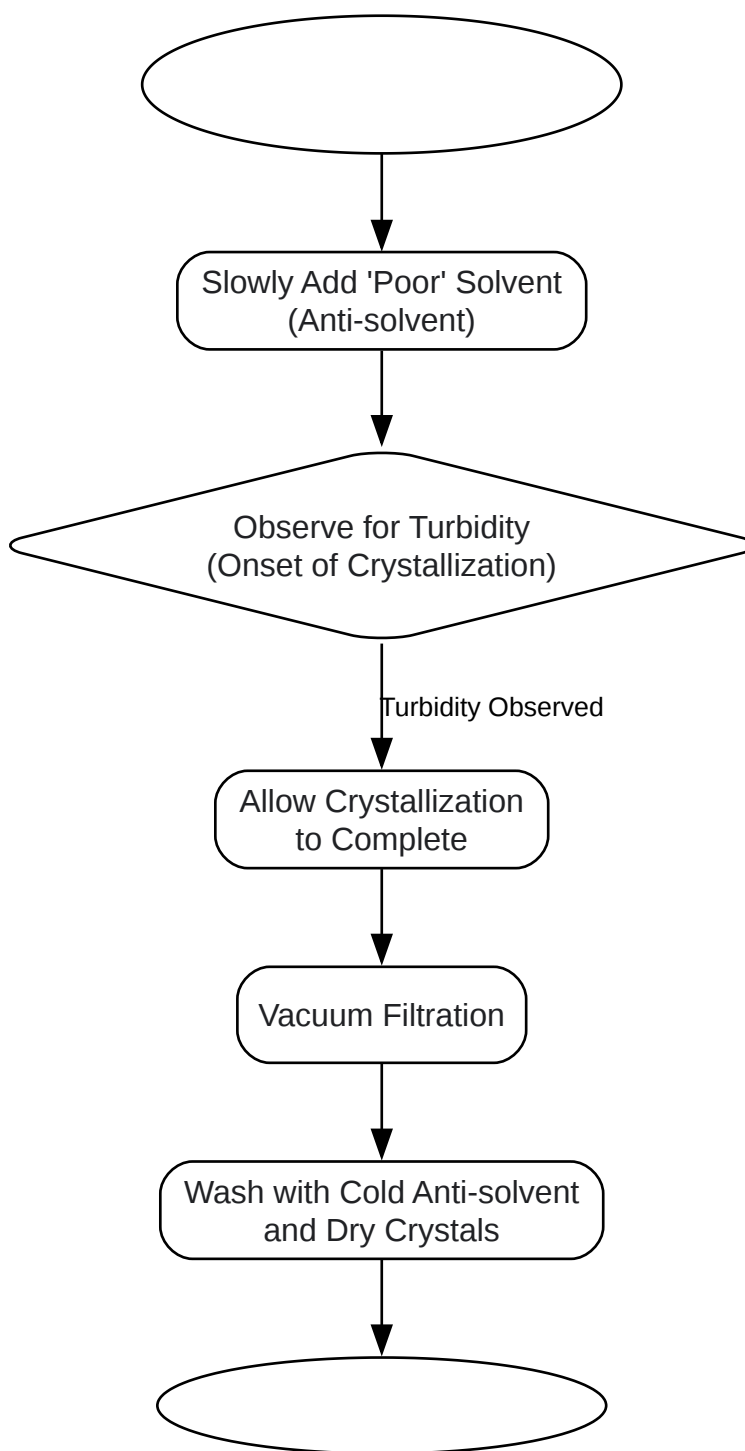 Slowly Add 'Poor' Solvent
(Anti-solvent)
Observe for Turbidity
(Onset of Crystallization)
Turbidity Observed
Allow Crystallization
to Complete
Vacuum Filtration
Wash with Cold Anti-solvent
and Dry Crystals